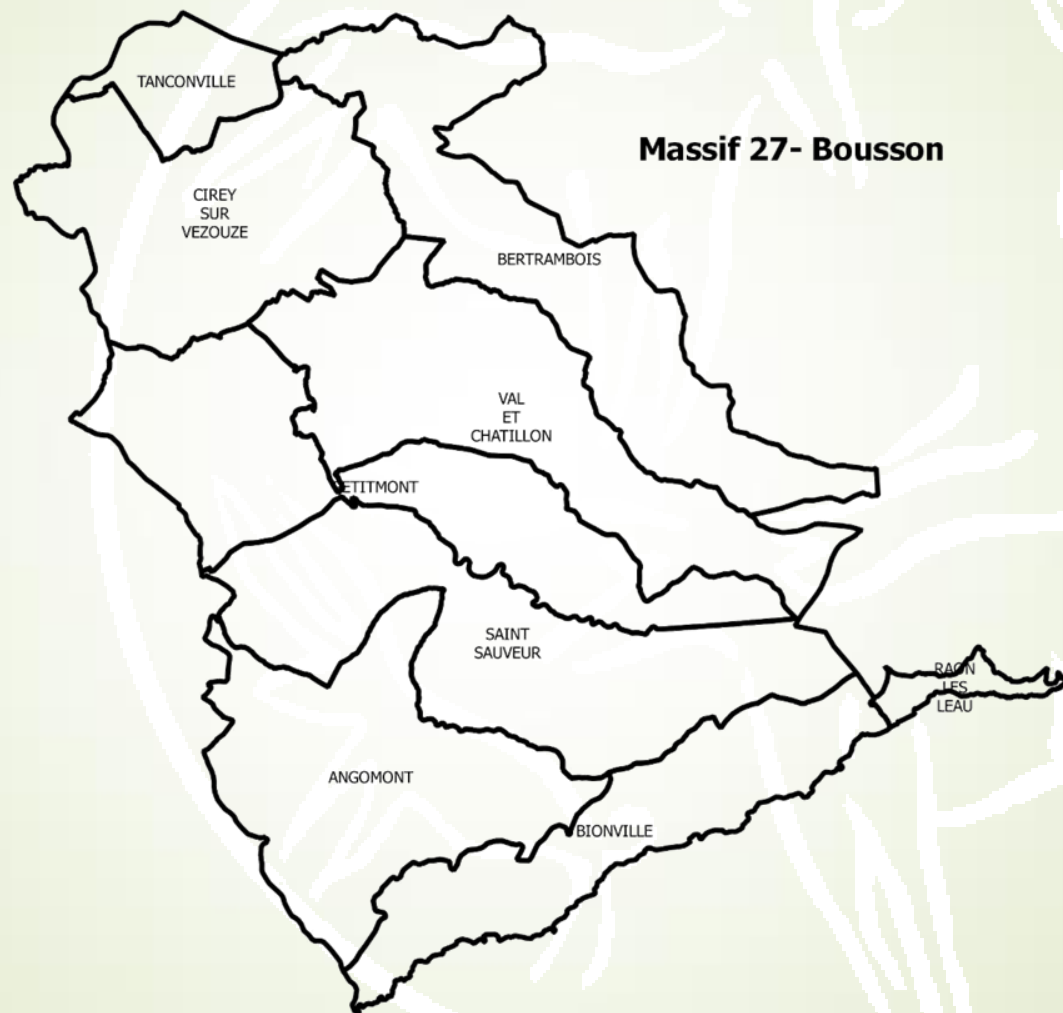 TANCONVILLE
Massif 27- Bousson
CIREY
SUR
VEZOUZE
BERTRAMBOIS
VAL
ET
CHATILLON
ETITMONT
SAINT
SAUVEUR
RAON
LES
LEAU
ANGOMONT
BIONVILLE